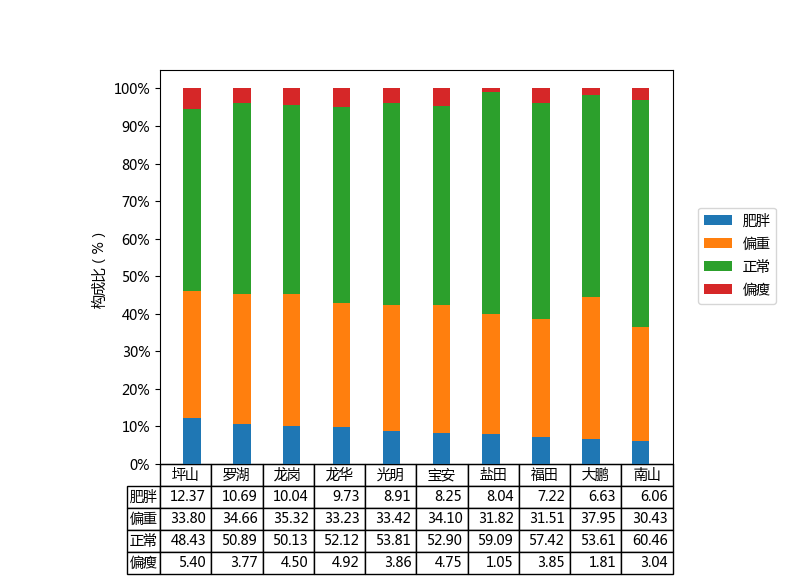 100%
90%
80%
70%
60%
50%
40%
30%
20%
10%
0%
构成比（%）
肥胖
偏重
正常
偏瘦
坪山 罗湖 龙岗 龙华 光明 宝安 盐田 福田 大鹏 南山
肥胖 12.37 10.69 10.04 9.73 8.91 8.25 8.04 7.22 6.63 6.06
偏重 33.80 34.66 35.32 33.23 33.42 34.10 31.82 31.51 37.95 30.43
正常 48.43 50.89 50.13 52.12 53.81 52.90 59.09 57.42 53.61 60.46
偏瘦 5.40 3.77 4.50 4.92 3.86 4.75 1.05 3.85 1.81 3.04